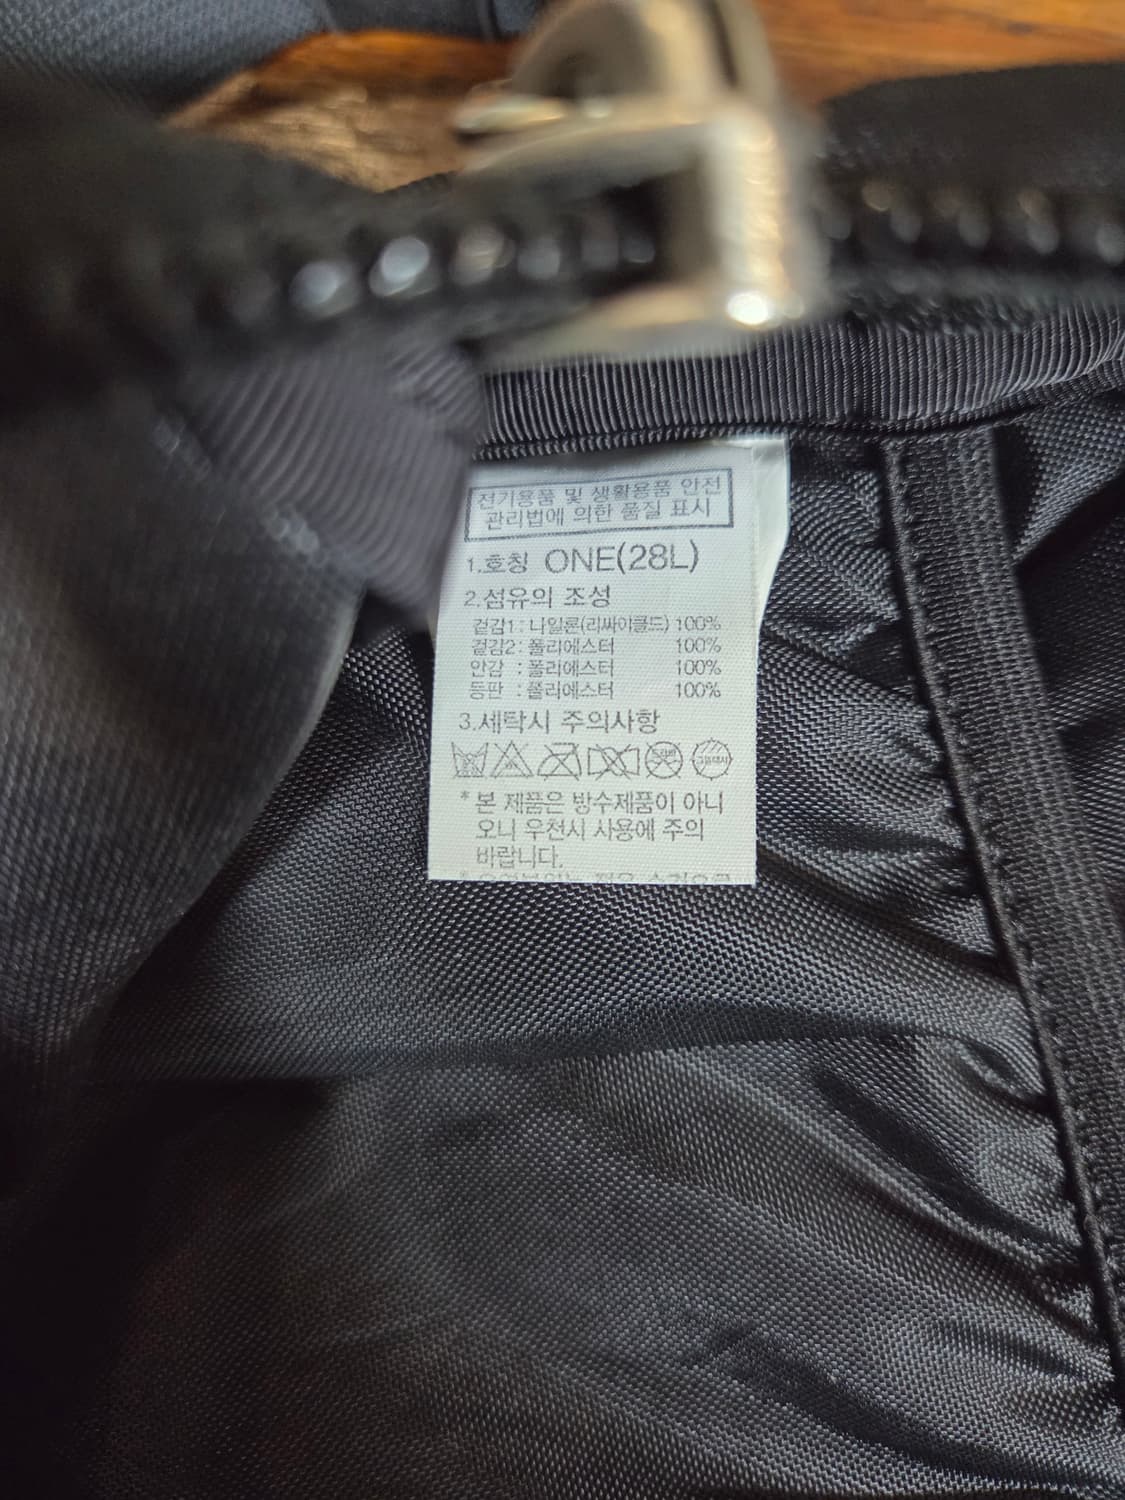 전기용품 및 생활용품 안전
관리법에 의한 품질 표시
1.호칭 ONE(28L)
2.섬유의 조성
겉감1 : 나일론(리싸이클드) 100%
겉감2 : 폴리에스터 100%
안감 : 폴리에스터 100%
등판 : 폴리에스터 100%
3.세탁시 주의사항
* 본 제품은 방수제품이 아니
오니 우천시 사용에 주의
바랍니다.